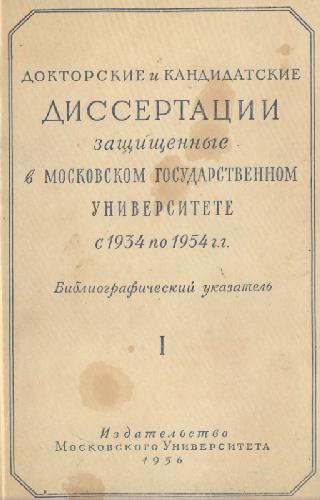 ДОКТОРСКИЕ и КАНДИДАТСКИЕ
ДИССЕРТАЦИИ
защищенные
в МОСКОВСКОМ ГОСУДАРСТВЕННОМ
УНИВЕРСИТЕТЕ
с 1934 по 1954 г.г.
Библиографический указатель
I
Издательство
Московского Университета
1956